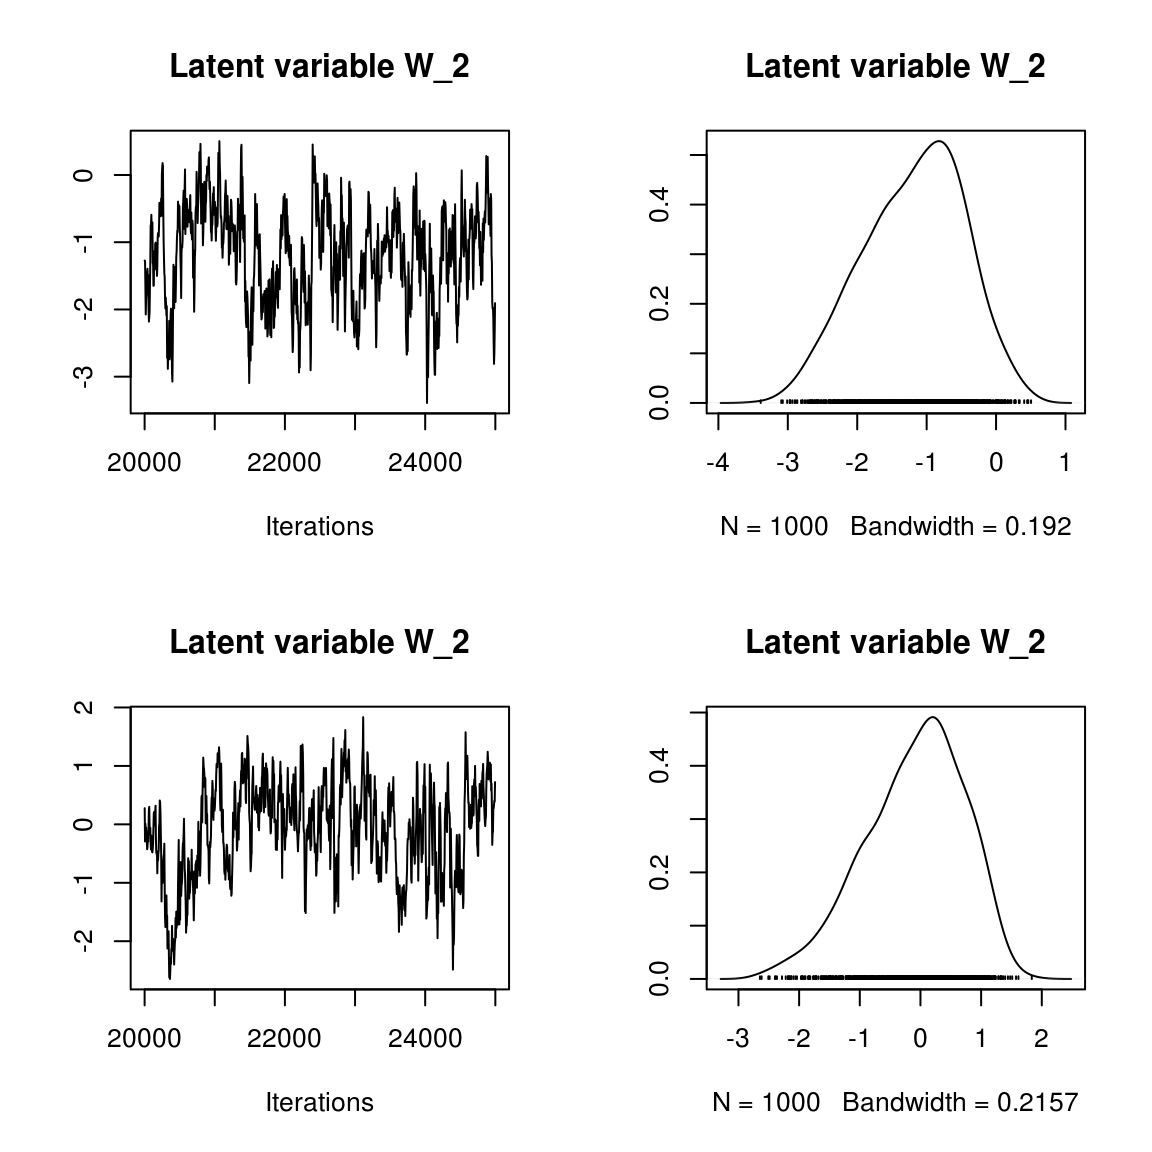 Latent variable W_2
0
-1
-2
-3
20000 22000 24000
Iterations
Latent variable W_2
0.4
0.2
0.0
-4 -3 -2 -1 0 1
N = 1000 Bandwidth = 0.192
Latent variable W_2
2
1
0
-1
-2
20000 22000 24000
Iterations
Latent variable W_2
0.4
0.2
0.0
-3 -2 -1 0 1 2
N = 1000 Bandwidth = 0.2157